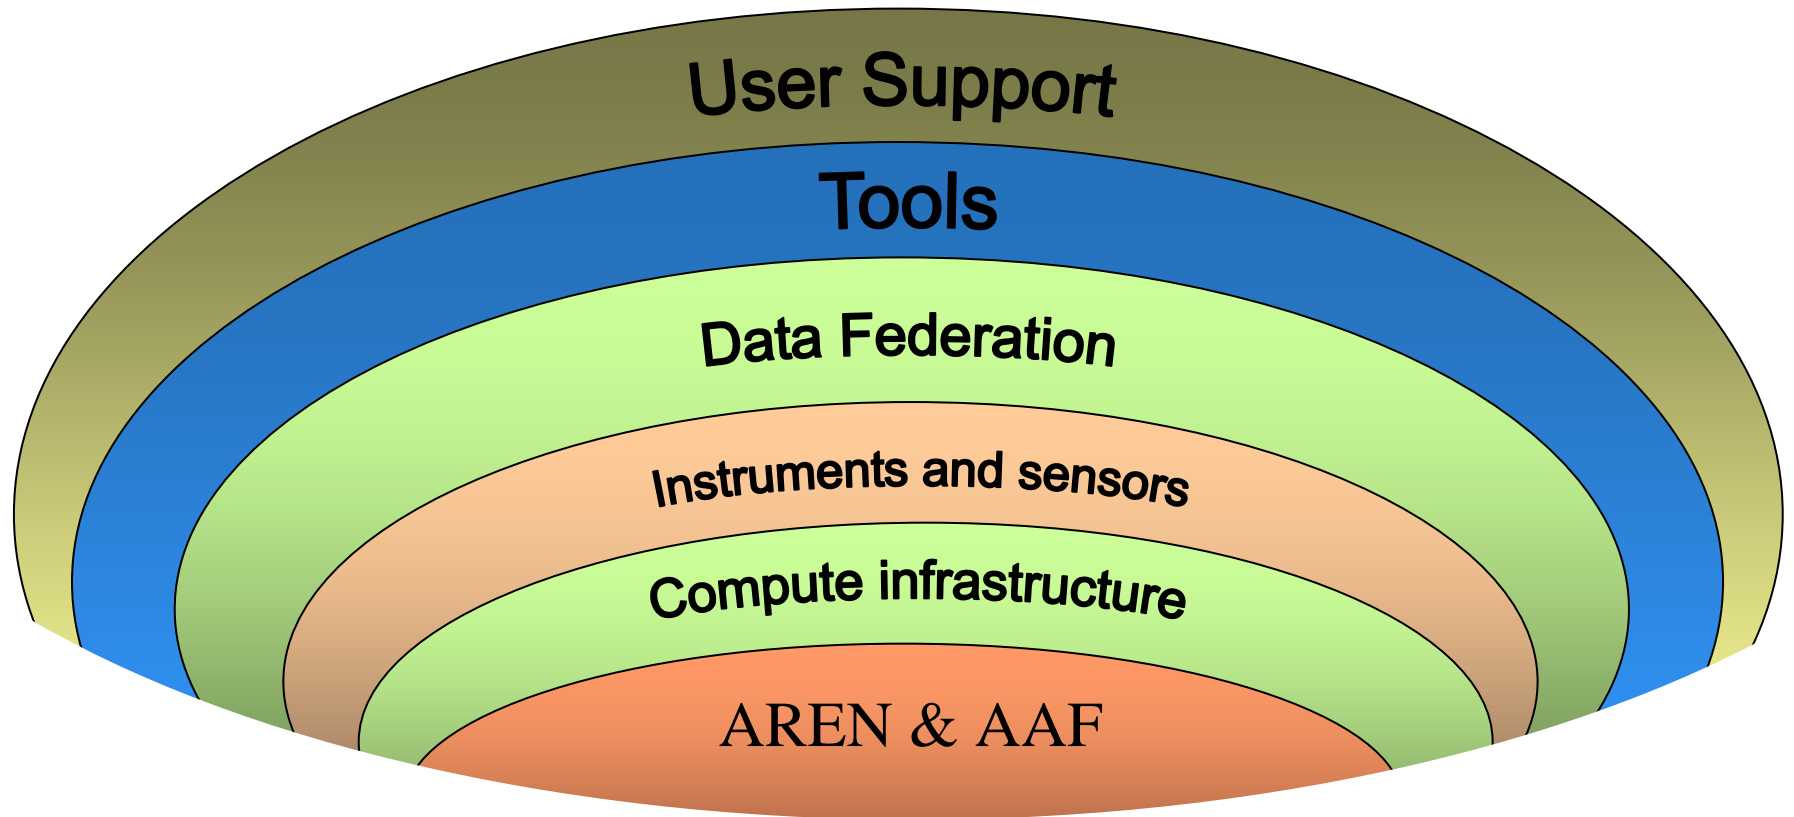 User Support
Tools
Data Federation
Instruments and sensors
Compute infrastructure
AREN & AAF